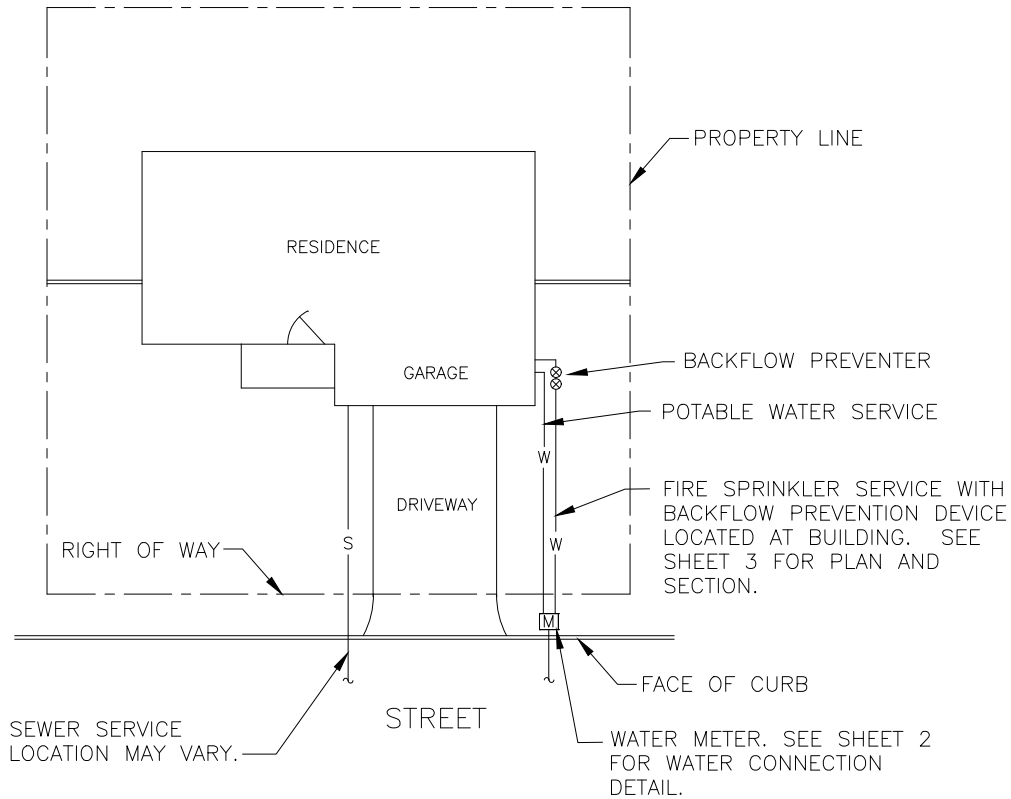 PROPERTY LINE
RESIDENCE
BACKFLOW PREVENTER
GARAGE
POTABLE WATER SERVICE
W
FIRE SPRINKLER SERVICE WITH
BACKFLOW PREVENTION DEVICE
LOCATED AT BUILDING. SEE
SHEET 3 FOR PLAN AND
SECTION.
DRIVEWAY
S
W
RIGHT OF WAY
M
FACE OF CURB
STREET
SEWER SERVICE
LOCATION MAY VARY.
WATER METER. SEE SHEET 2
FOR WATER CONNECTION
DETAIL.